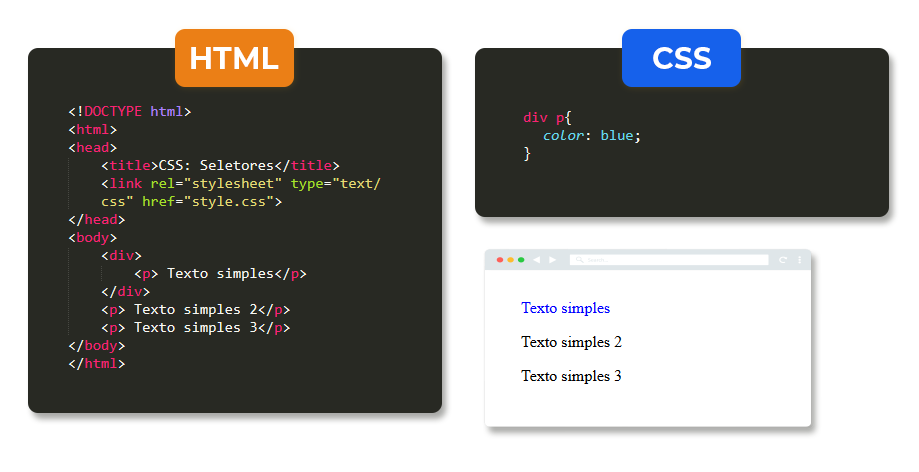 HTML
<!DOCTYPE html>
<html>
<head>
    <title>CSS: Seletores</title>
    <link rel="stylesheet" type="text/
    css" href="style.css">
</head>
<body>
    <div>
        <p> Texto simples</p>
    </div>
    <p> Texto simples 2</p>
    <p> Texto simples 3</p>
</body>
</html>
CSS
div p{
  color: blue;
}
Texto simples
Texto simples 2
Texto simples 3